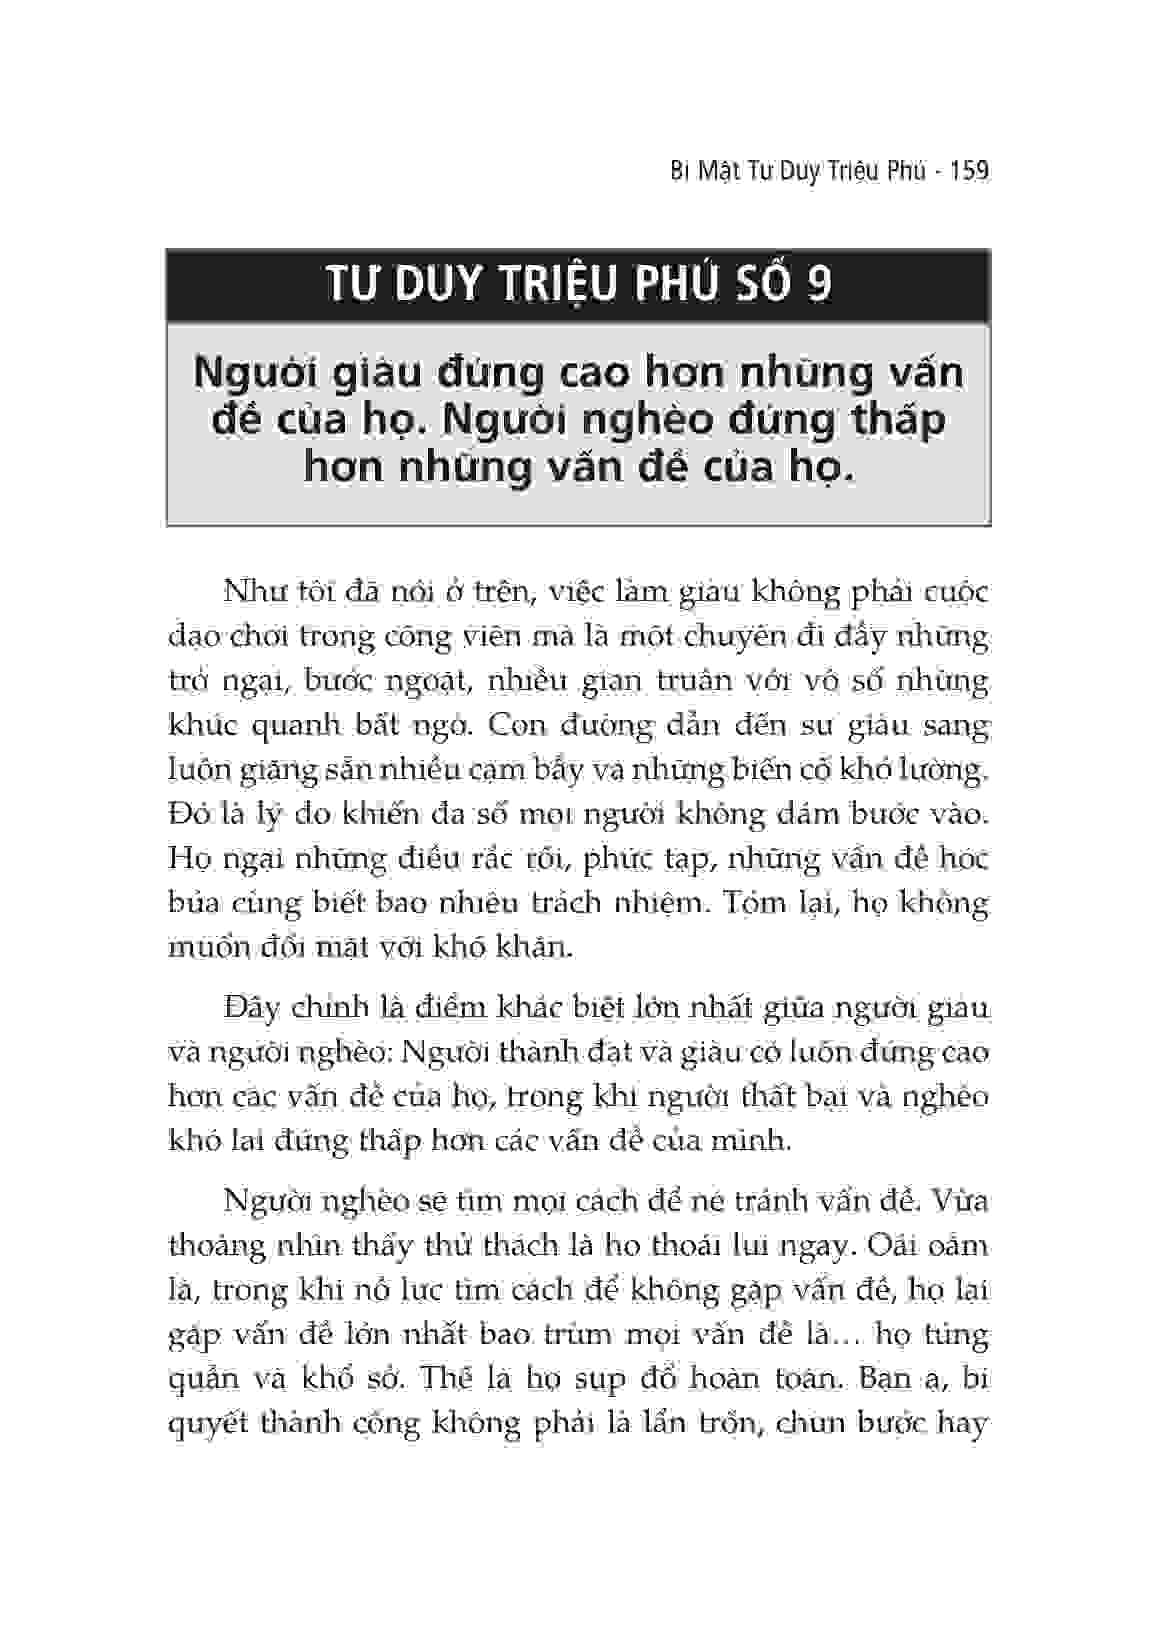 Bí Mật Tư Duy Triệu Phú - 159
TƯ DUY TRIỆU PHÚ SỐ 9
Người giàu đứng cao hơn những vấn
đề của họ. Người nghèo đứng thấp
hơn những vấn đề của họ.
Như tôi đã nói ở trên, việc làm giàu không phải cuộc
dạo chơi trong công viên mà là một chuyến đi đầy những
trở ngại, bước ngoặt, nhiều gian truân với vô số những
khúc quanh bất ngờ. Con đường dẫn đến sự giàu sang
luôn giăng sẵn nhiều cạm bẫy và những biến cố khó lường.
Đó là lý do khiến đa số mọi người không dám bước vào.
Họ ngại những điều rắc rối, phức tạp, những vấn đề hóc
búa cùng biết bao nhiêu trách nhiệm. Tóm lại, họ không
muốn đối mặt với khó khăn.
Đây chính là điểm khác biệt lớn nhất giữa người giàu
và người nghèo: Người thành đạt và giàu có luôn đứng cao
hơn các vấn đề của họ, trong khi người thất bại và nghèo
khó lại đứng thấp hơn các vấn đề của mình.
Người nghèo sẽ tìm mọi cách để né tránh vấn đề. Vừa
thoáng nhìn thấy thử thách là họ thoái lui ngay. Oái oăm
là, trong khi nỗ lực tìm cách để không gặp vấn đề, họ lại
gặp vấn đề lớn nhất bao trùm mọi vấn đề là... họ túng
quẫn và khổ sở. Thế là họ sụp đổ hoàn toàn. Bạn ạ, bí
quyết thành công không phải là lẩn trốn, chùn bước hay